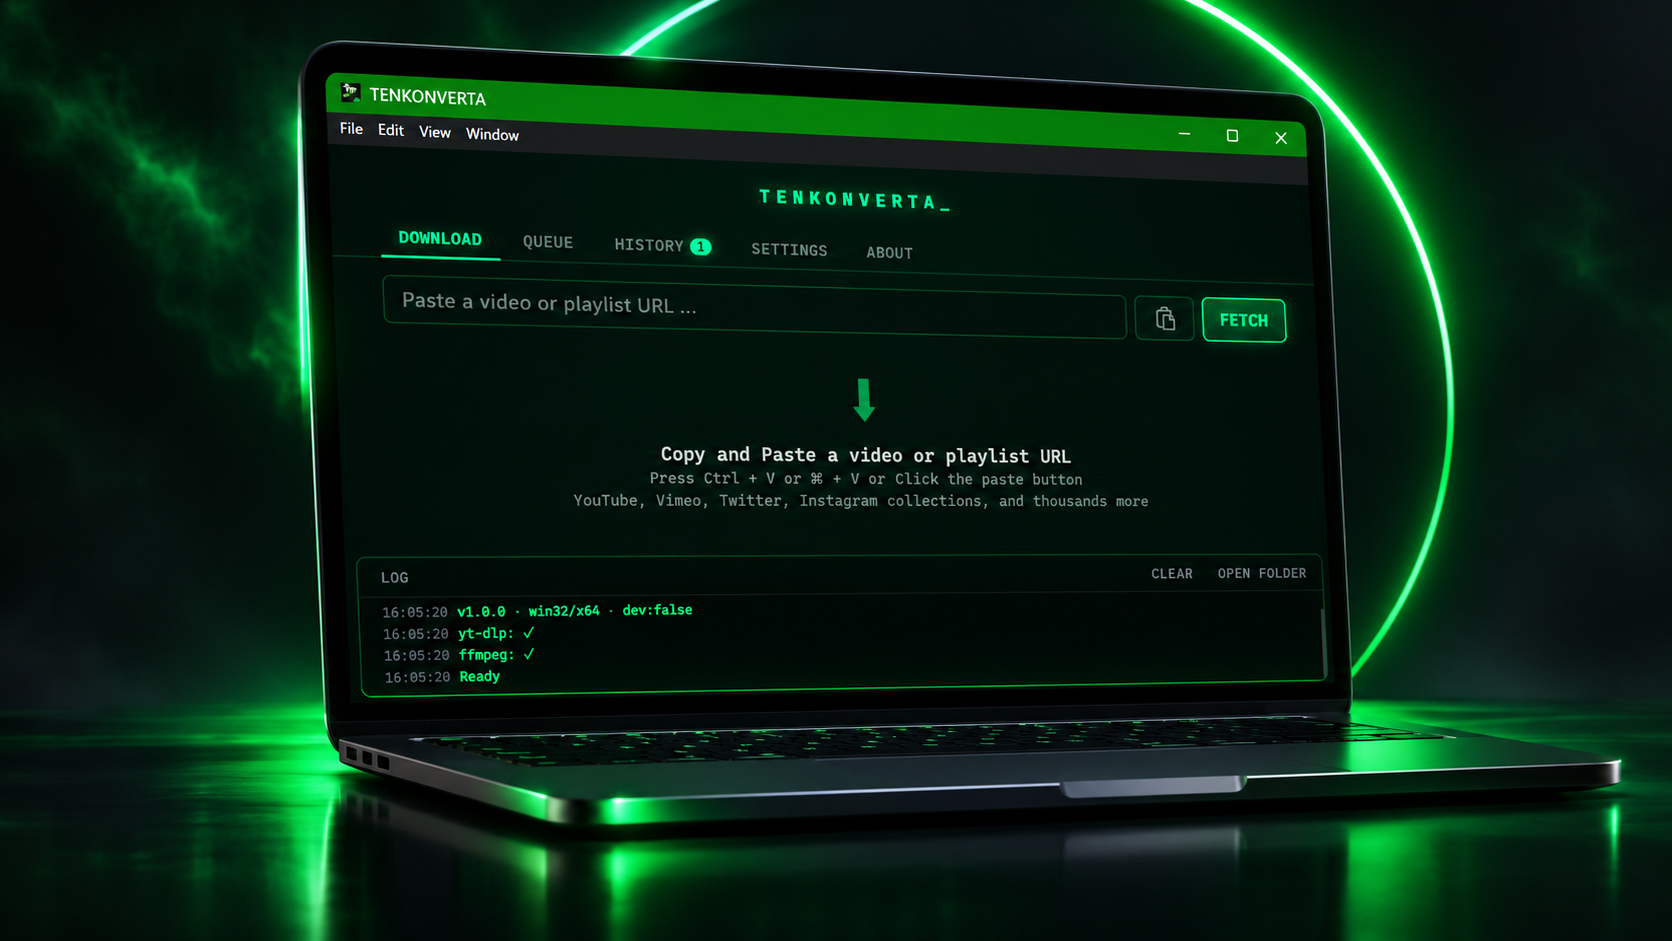 TENKONVERTA
File Edit View Window
TENKONVERTA_
DOWNLOAD QUEUE HISTORY 1 SETTINGS ABOUT
Paste a video or playlist URL ...
FETCH
Copy and Paste a video or playlist URL
Press Ctrl + V or ⌘ + V or Click the paste button
YouTube, Vimeo, Twitter, Instagram collections, and thousands more
LOG CLEAR OPEN FOLDER
16:05:20 v1.0.0 · win32/x64 · dev:false
16:05:20 yt-dlp: ✓
16:05:20 ffmpeg: ✓
16:05:20 Ready